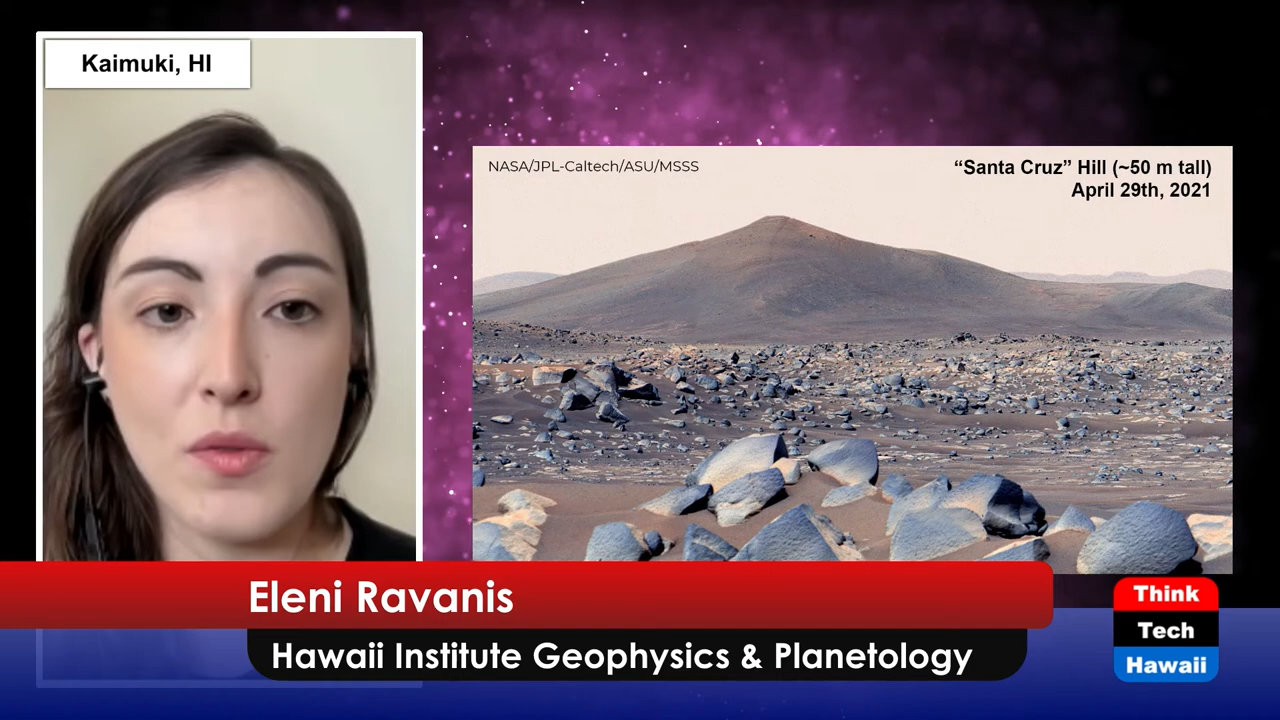 Kaimuki, HI
NASA/JPL-Caltech/ASU/MSSS
“Santa Cruz” Hill (~50 m tall)
April 29th, 2021
Eleni Ravanis
Hawaii Institute Geophysics & Planetology
Think
Tech
Hawaii